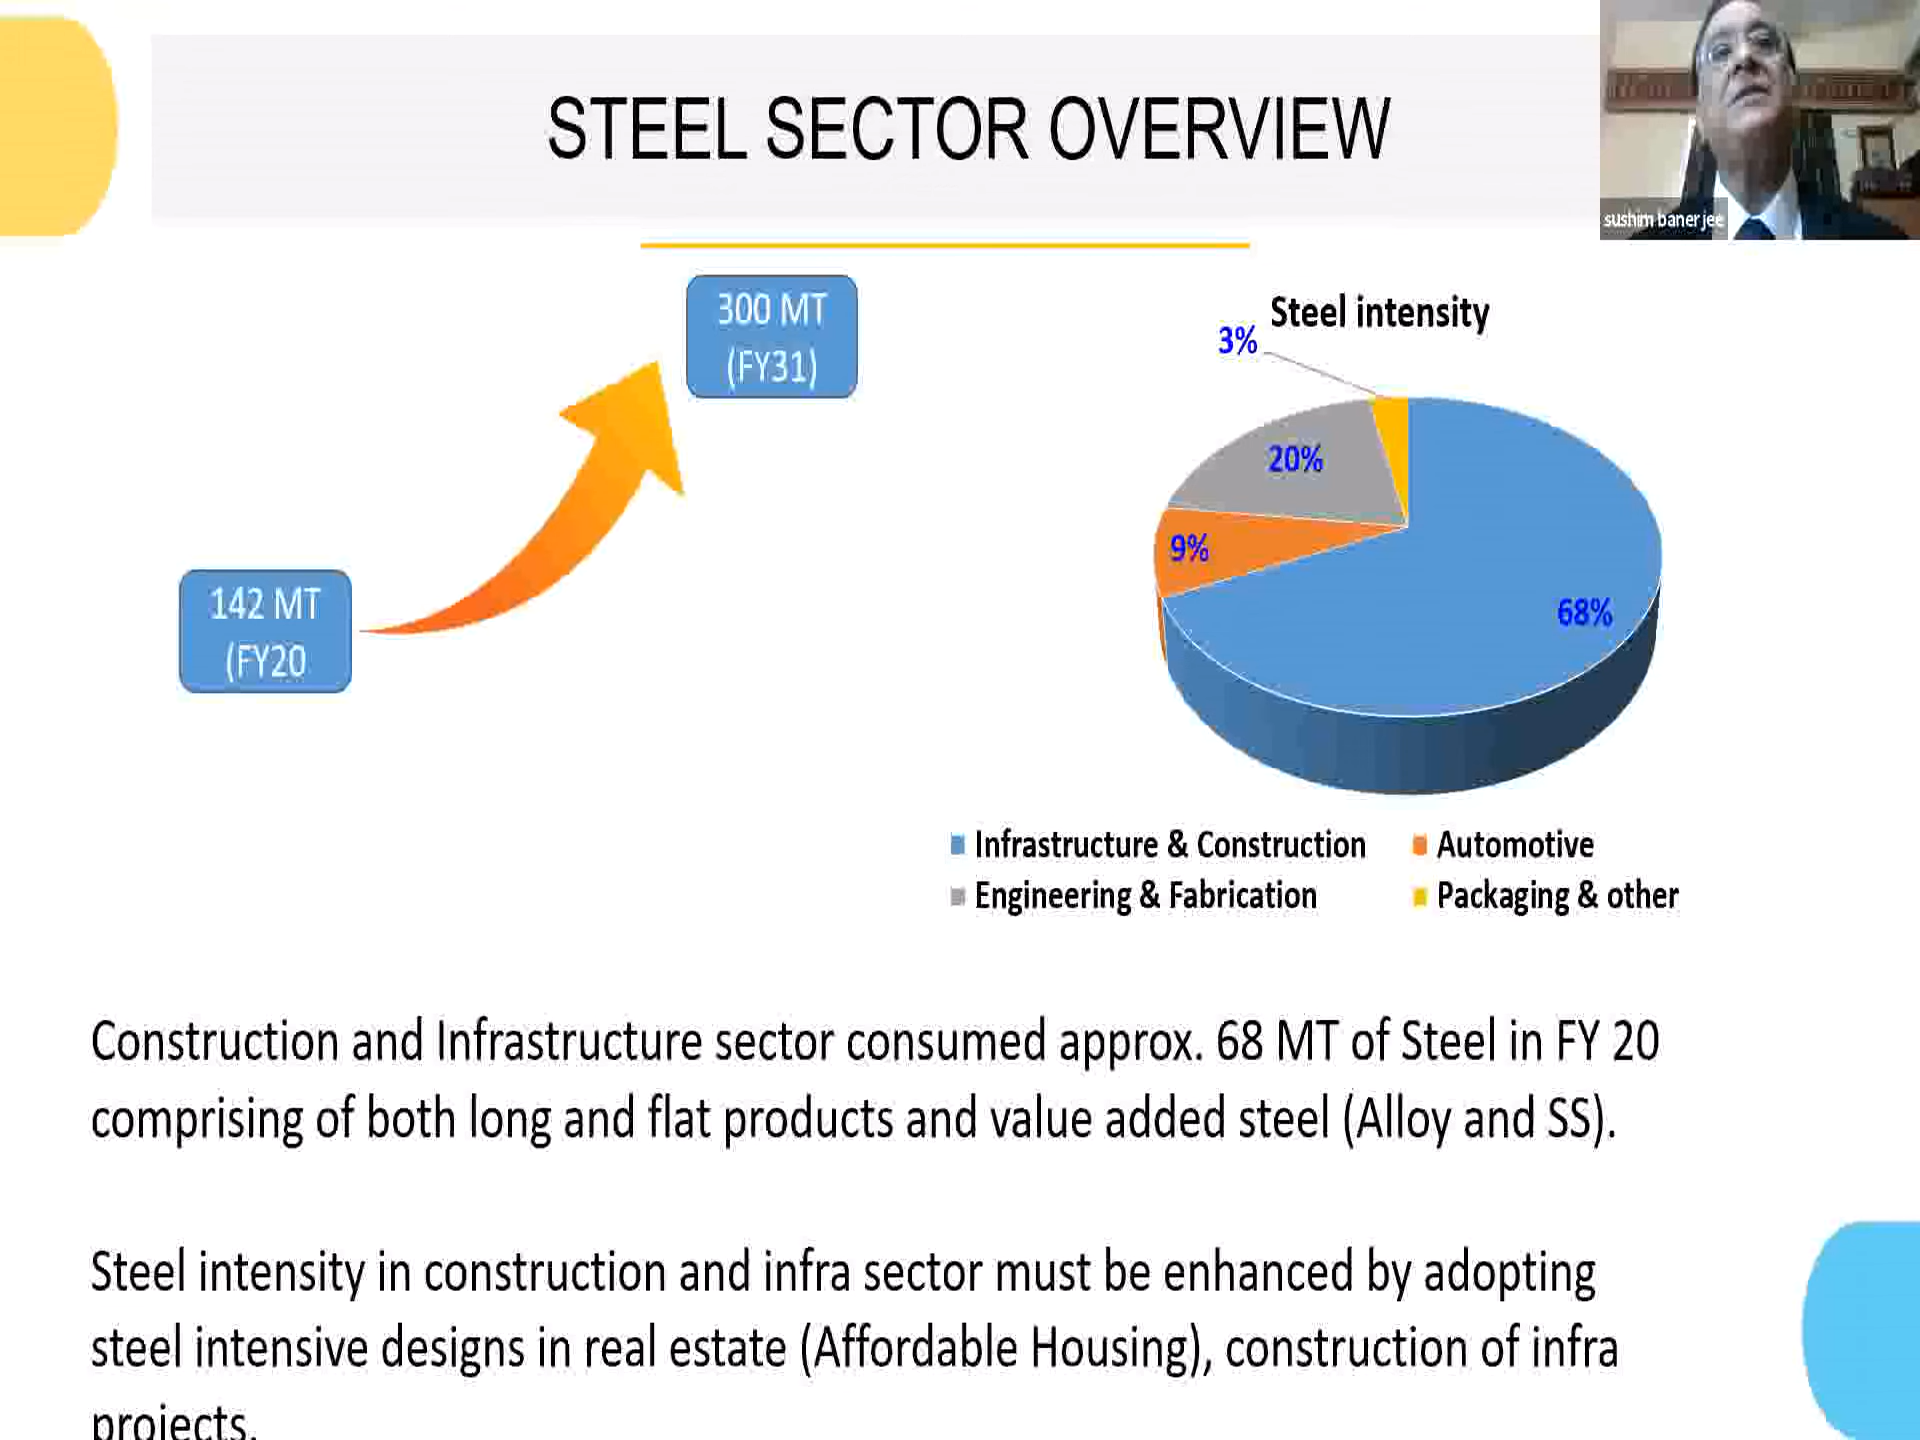 STEEL SECTOR OVERVIEW
sushim banerjee
300 MT
(FY31)
142 MT
(FY20
Steel intensity
3%
20%
9%
68%
Infrastructure & Construction
Automotive
Engineering & Fabrication
Packaging & other
Construction and Infrastructure sector consumed approx. 68 MT of Steel in FY 20
comprising of both long and flat products and value added steel (Alloy and SS).
Steel intensity in construction and infra sector must be enhanced by adopting
steel intensive designs in real estate (Affordable Housing), construction of infra
projects.